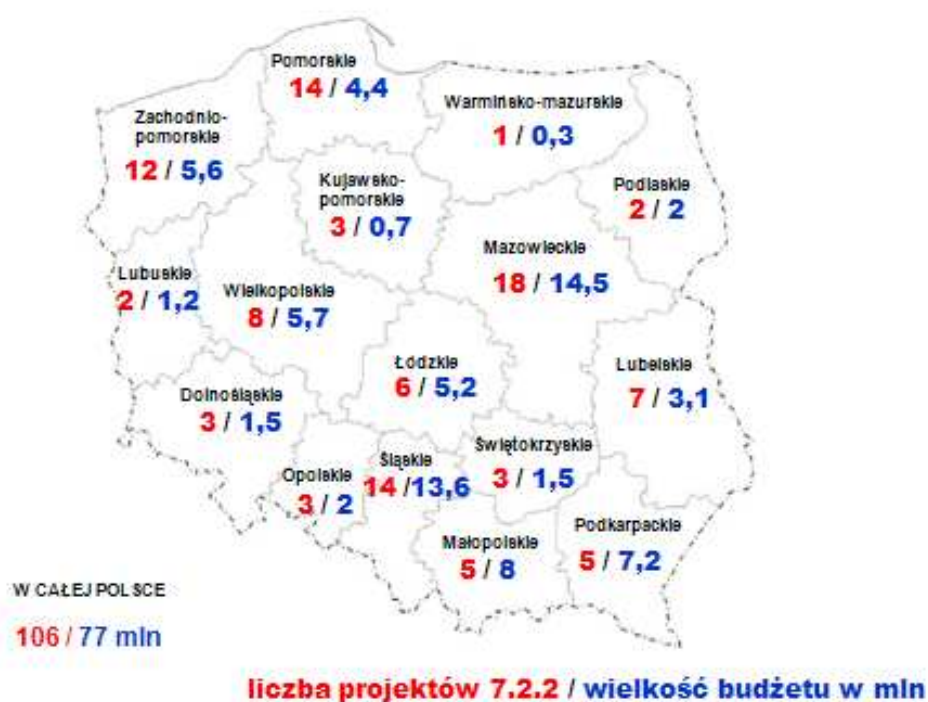 Pomorskie
14 / 4,4
Warmińsko-mazurskie
1 / 0,3
Zachodnio-
pomorskie
12 / 5,6
Kujawsko-
pomorskie
3 / 0,7
Podlaskie
2 / 2
Mazowieckie
18 / 14,5
Lubuskie
2 / 1,2
Wielkopolskie
8 / 5,7
Łódzkie
6 / 5,2
Lubelskie
7 / 3,1
Dolnośląskie
3 / 1,5
Opolskie
3 / 2
Śląskie
14 /13,6
Świętokrzyskie
3 / 1,5
Małopolskie
5 / 8
Podkarpackie
5 / 7,2
W CAŁEJ POLSCE
106 / 77 mln
liczba projektów 7.2.2 / wielkość budżetu w mln